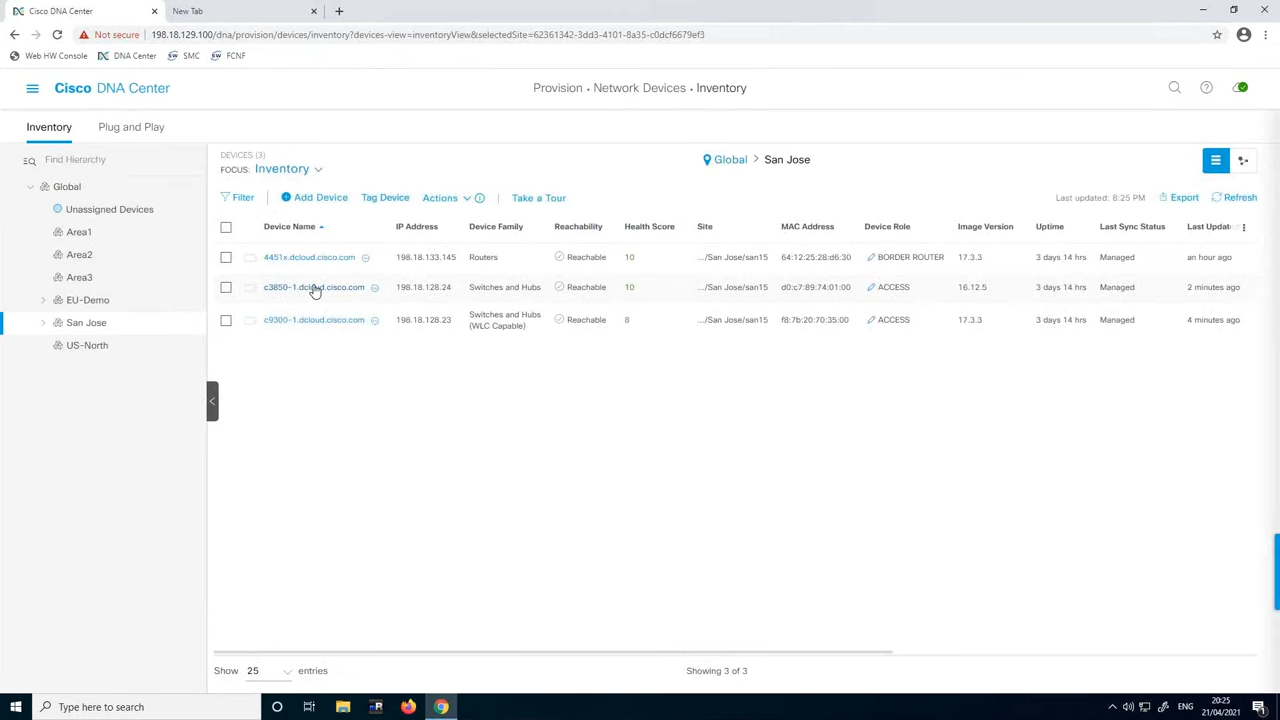 Cisco DNA Center
New Tab
Not secure
198.18.129.100/dna/provision/devices/inventory?devices-view=inventoryView&selectedSite=62361342-3dd3-4101-8a35-c0dcf6679ef3
Web HW Console
DNA Center
SMC
FCNF
Cisco DNA Center
Provision · Network Devices · Inventory
Inventory
Plug and Play
Find Hierarchy
Global
Unassigned Devices
Area1
Area2
Area3
EU-Demo
San Jose
US-North
DEVICES (3)
FOCUS: Inventory
Global > San Jose
Filter
Add Device
Tag Device
Actions
Take a Tour
Last updated: 8:25 PM
Export
Refresh
Device Name IP Address Device Family Reachability Health Score Site MAC Address Device Role Image Version Uptime Last Sync Status Last Updat
4451x.dcloud.cisco.com 198.18.133.145 Routers Reachable 10 .../San Jose/san15 64:12:25:28:d6:30 BORDER ROUTER 17.3.3 3 days 14 hrs Managed an hour ago
c3850-1.dcloud.cisco.com 198.18.128.24 Switches and Hubs Reachable 10 .../San Jose/san15 d0:c7:89:74:01:00 ACCESS 16.12.5 3 days 14 hrs Managed 2 minutes ago
c9300-1.dcloud.cisco.com 198.18.128.23 Switches and Hubs (WLC Capable) Reachable 8 .../San Jose/san15 f8:7b:20:70:35:00 ACCESS 17.3.3 3 days 14 hrs Managed 4 minutes ago
Show 25 entries
Showing 3 of 3
Type here to search
ENG
20:25
21/04/2021